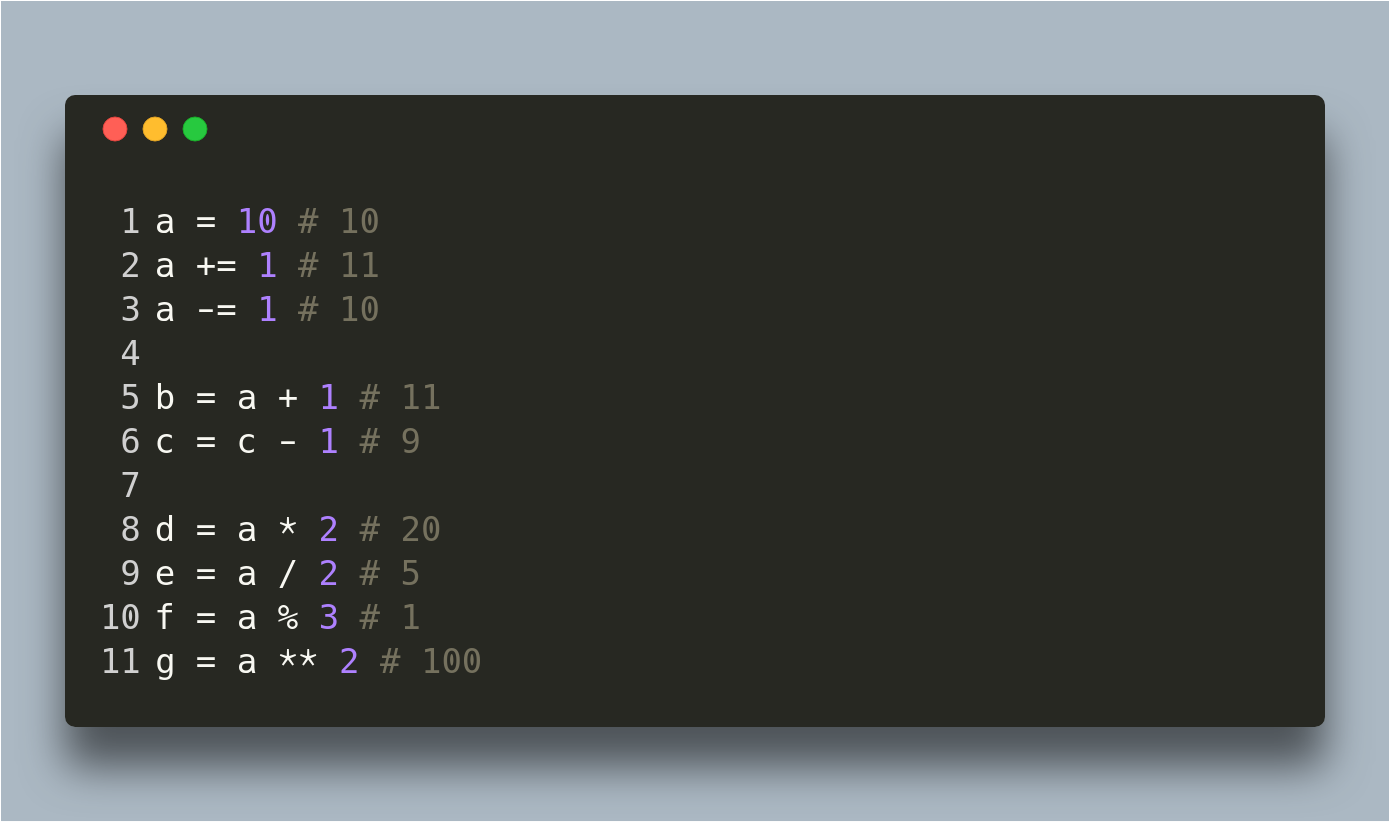 1 a = 10 # 10
2 a += 1 # 11
3 a -= 1 # 10
4
5 b = a + 1 # 11
6 c = c - 1 # 9
7
8 d = a * 2 # 20
9 e = a / 2 # 5
10 f = a % 3 # 1
11 g = a ** 2 # 100